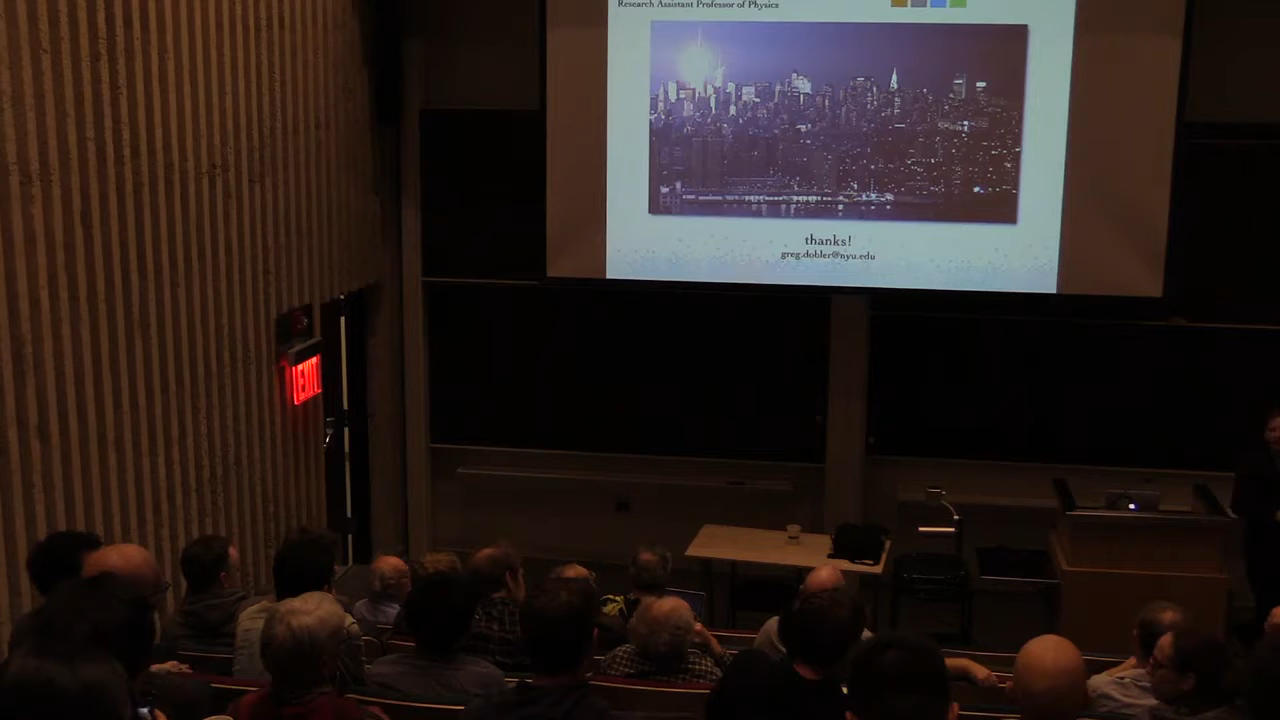 Research Assistant Professor of Physics
thanks!
greg.dobler@nyu.edu
EXIT